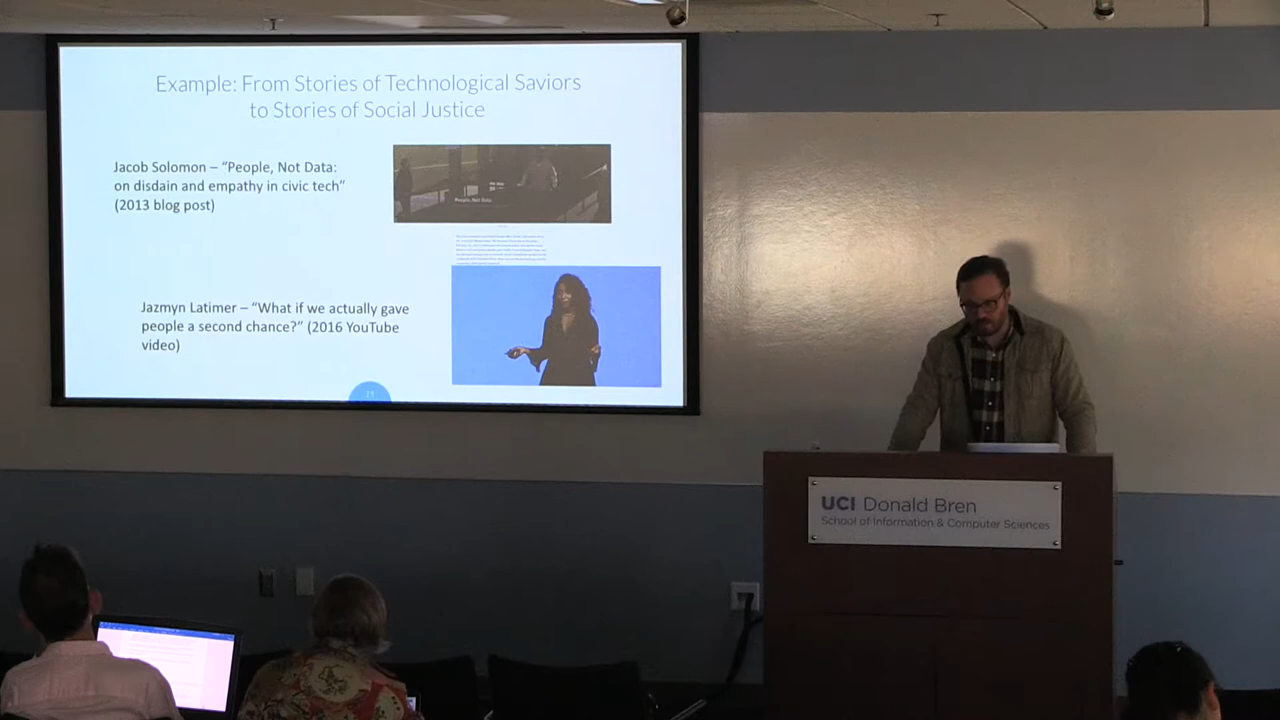 Example: From Stories of Technological Saviors
to Stories of Social Justice
Jacob Solomon – “People, Not Data:
on disdain and empathy in civic tech”
(2013 blog post)
People, Not Data
Jazmyn Latimer – “What if we actually gave
people a second chance?” (2016 YouTube
video)
UCI Donald Bren
School of Information & Computer Sciences